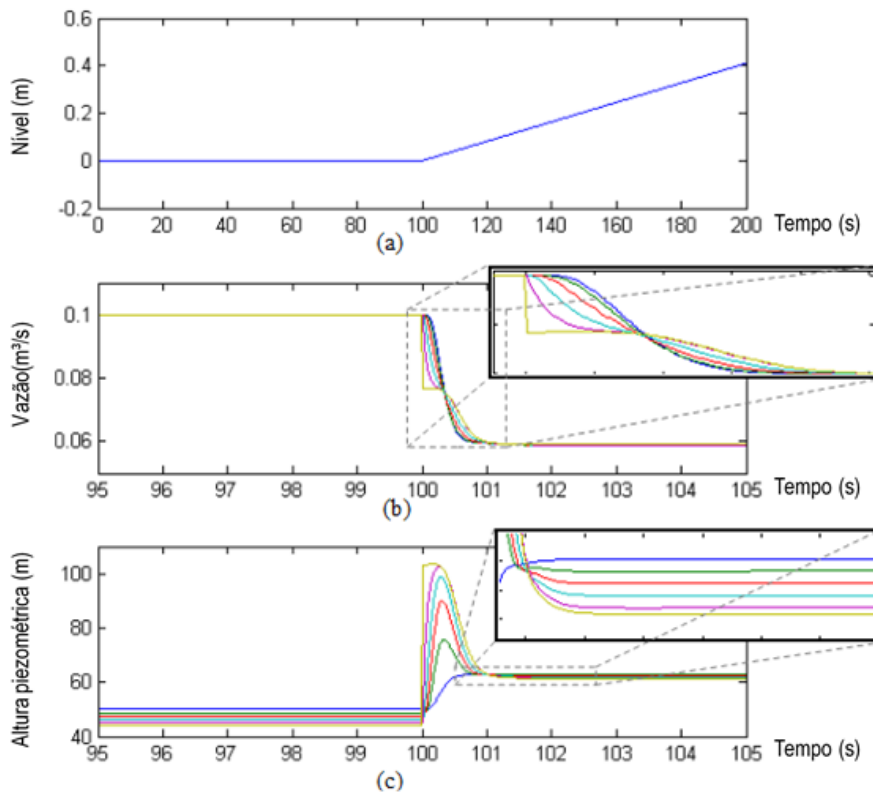 Nível (m)
0.6
0.4
0.2
0
-0.2
0 20 40 60 80 100 120 140 160 180 200 Tempo (s)
(a)
Vazão(m³/s)
0.1
0.08
0.06
95 96 97 98 99 100 101 102 103 104 105 Tempo (s)
(b)
Altura piezométrica (m)
100
80
60
40
95 96 97 98 99 100 101 102 103 104 105 Tempo (s)
(c)